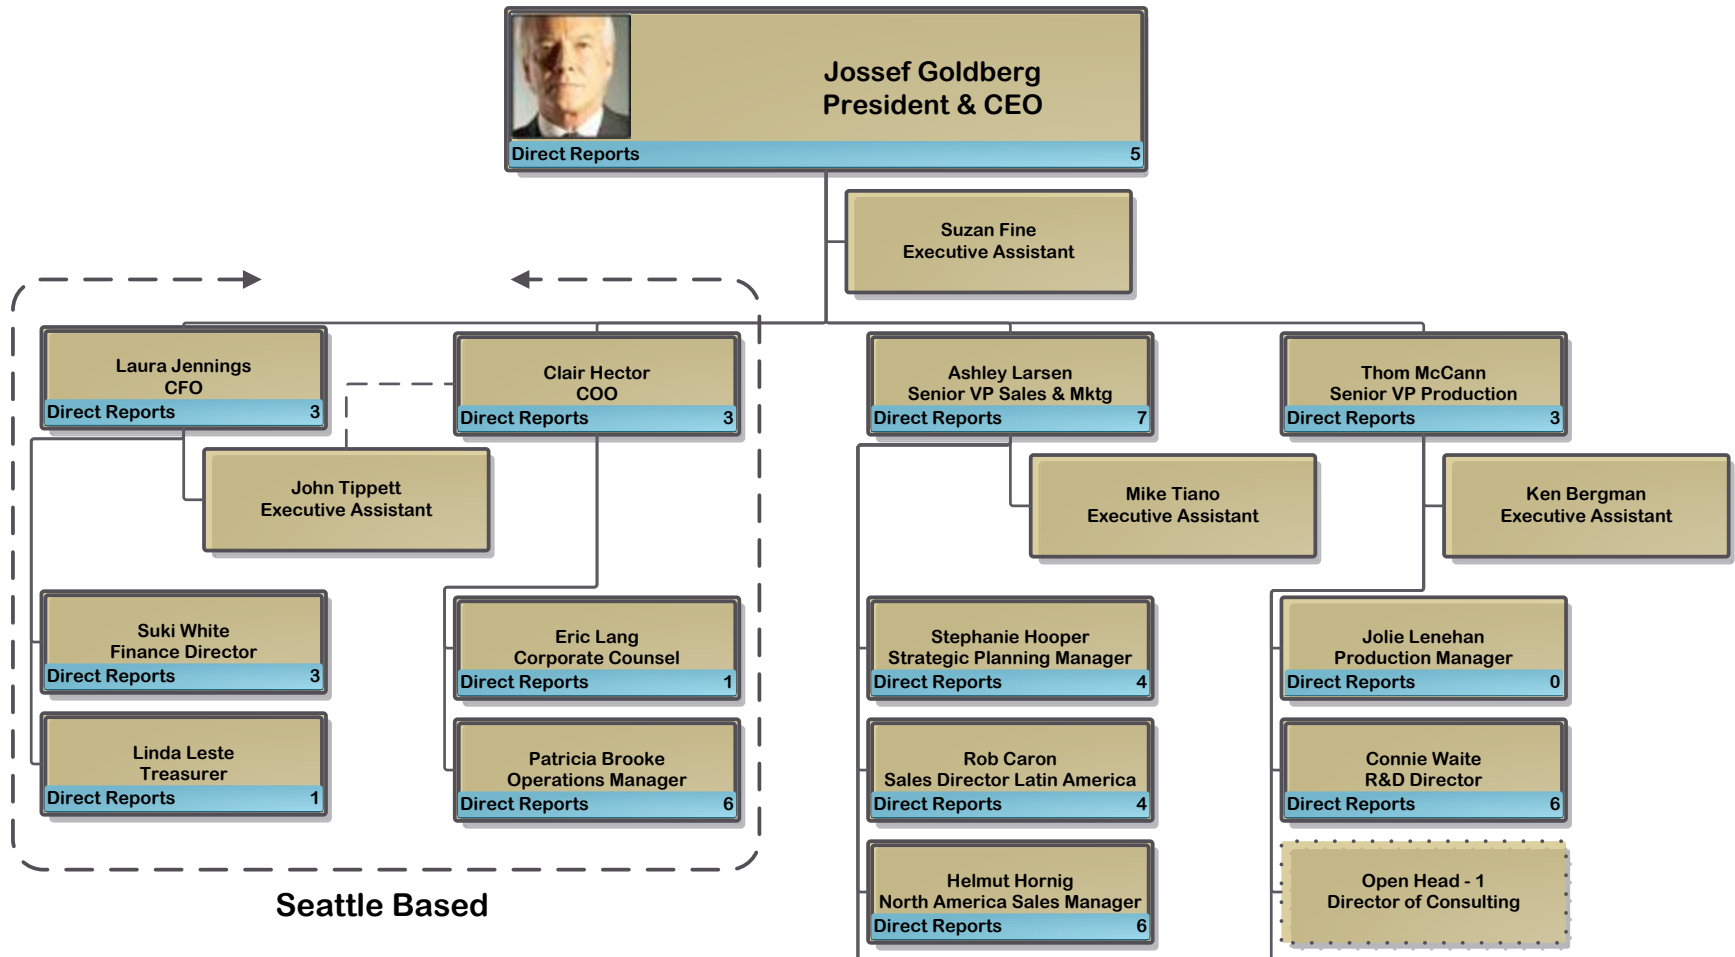 Jossef Goldberg
President & CEO
Direct Reports 5
Suzan Fine
Executive Assistant
Laura Jennings
CFO
Direct Reports 3
Clair Hector
COO
Direct Reports 3
Ashley Larsen
Senior VP Sales & Mktg
Direct Reports 7
Thom McCann
Senior VP Production
Direct Reports 3
John Tippett
Executive Assistant
Mike Tiano
Executive Assistant
Ken Bergman
Executive Assistant
Suki White
Finance Director
Direct Reports 3
Eric Lang
Corporate Counsel
Direct Reports 1
Stephanie Hooper
Strategic Planning Manager
Direct Reports 4
Jolie Lenehan
Production Manager
Direct Reports 0
Linda Leste
Treasurer
Direct Reports 1
Patricia Brooke
Operations Manager
Direct Reports 6
Rob Caron
Sales Director Latin America
Direct Reports 4
Connie Waite
R&D Director
Direct Reports 6
Helmut Hornig
North America Sales Manager
Direct Reports 6
Open Head - 1
Director of Consulting
Seattle Based